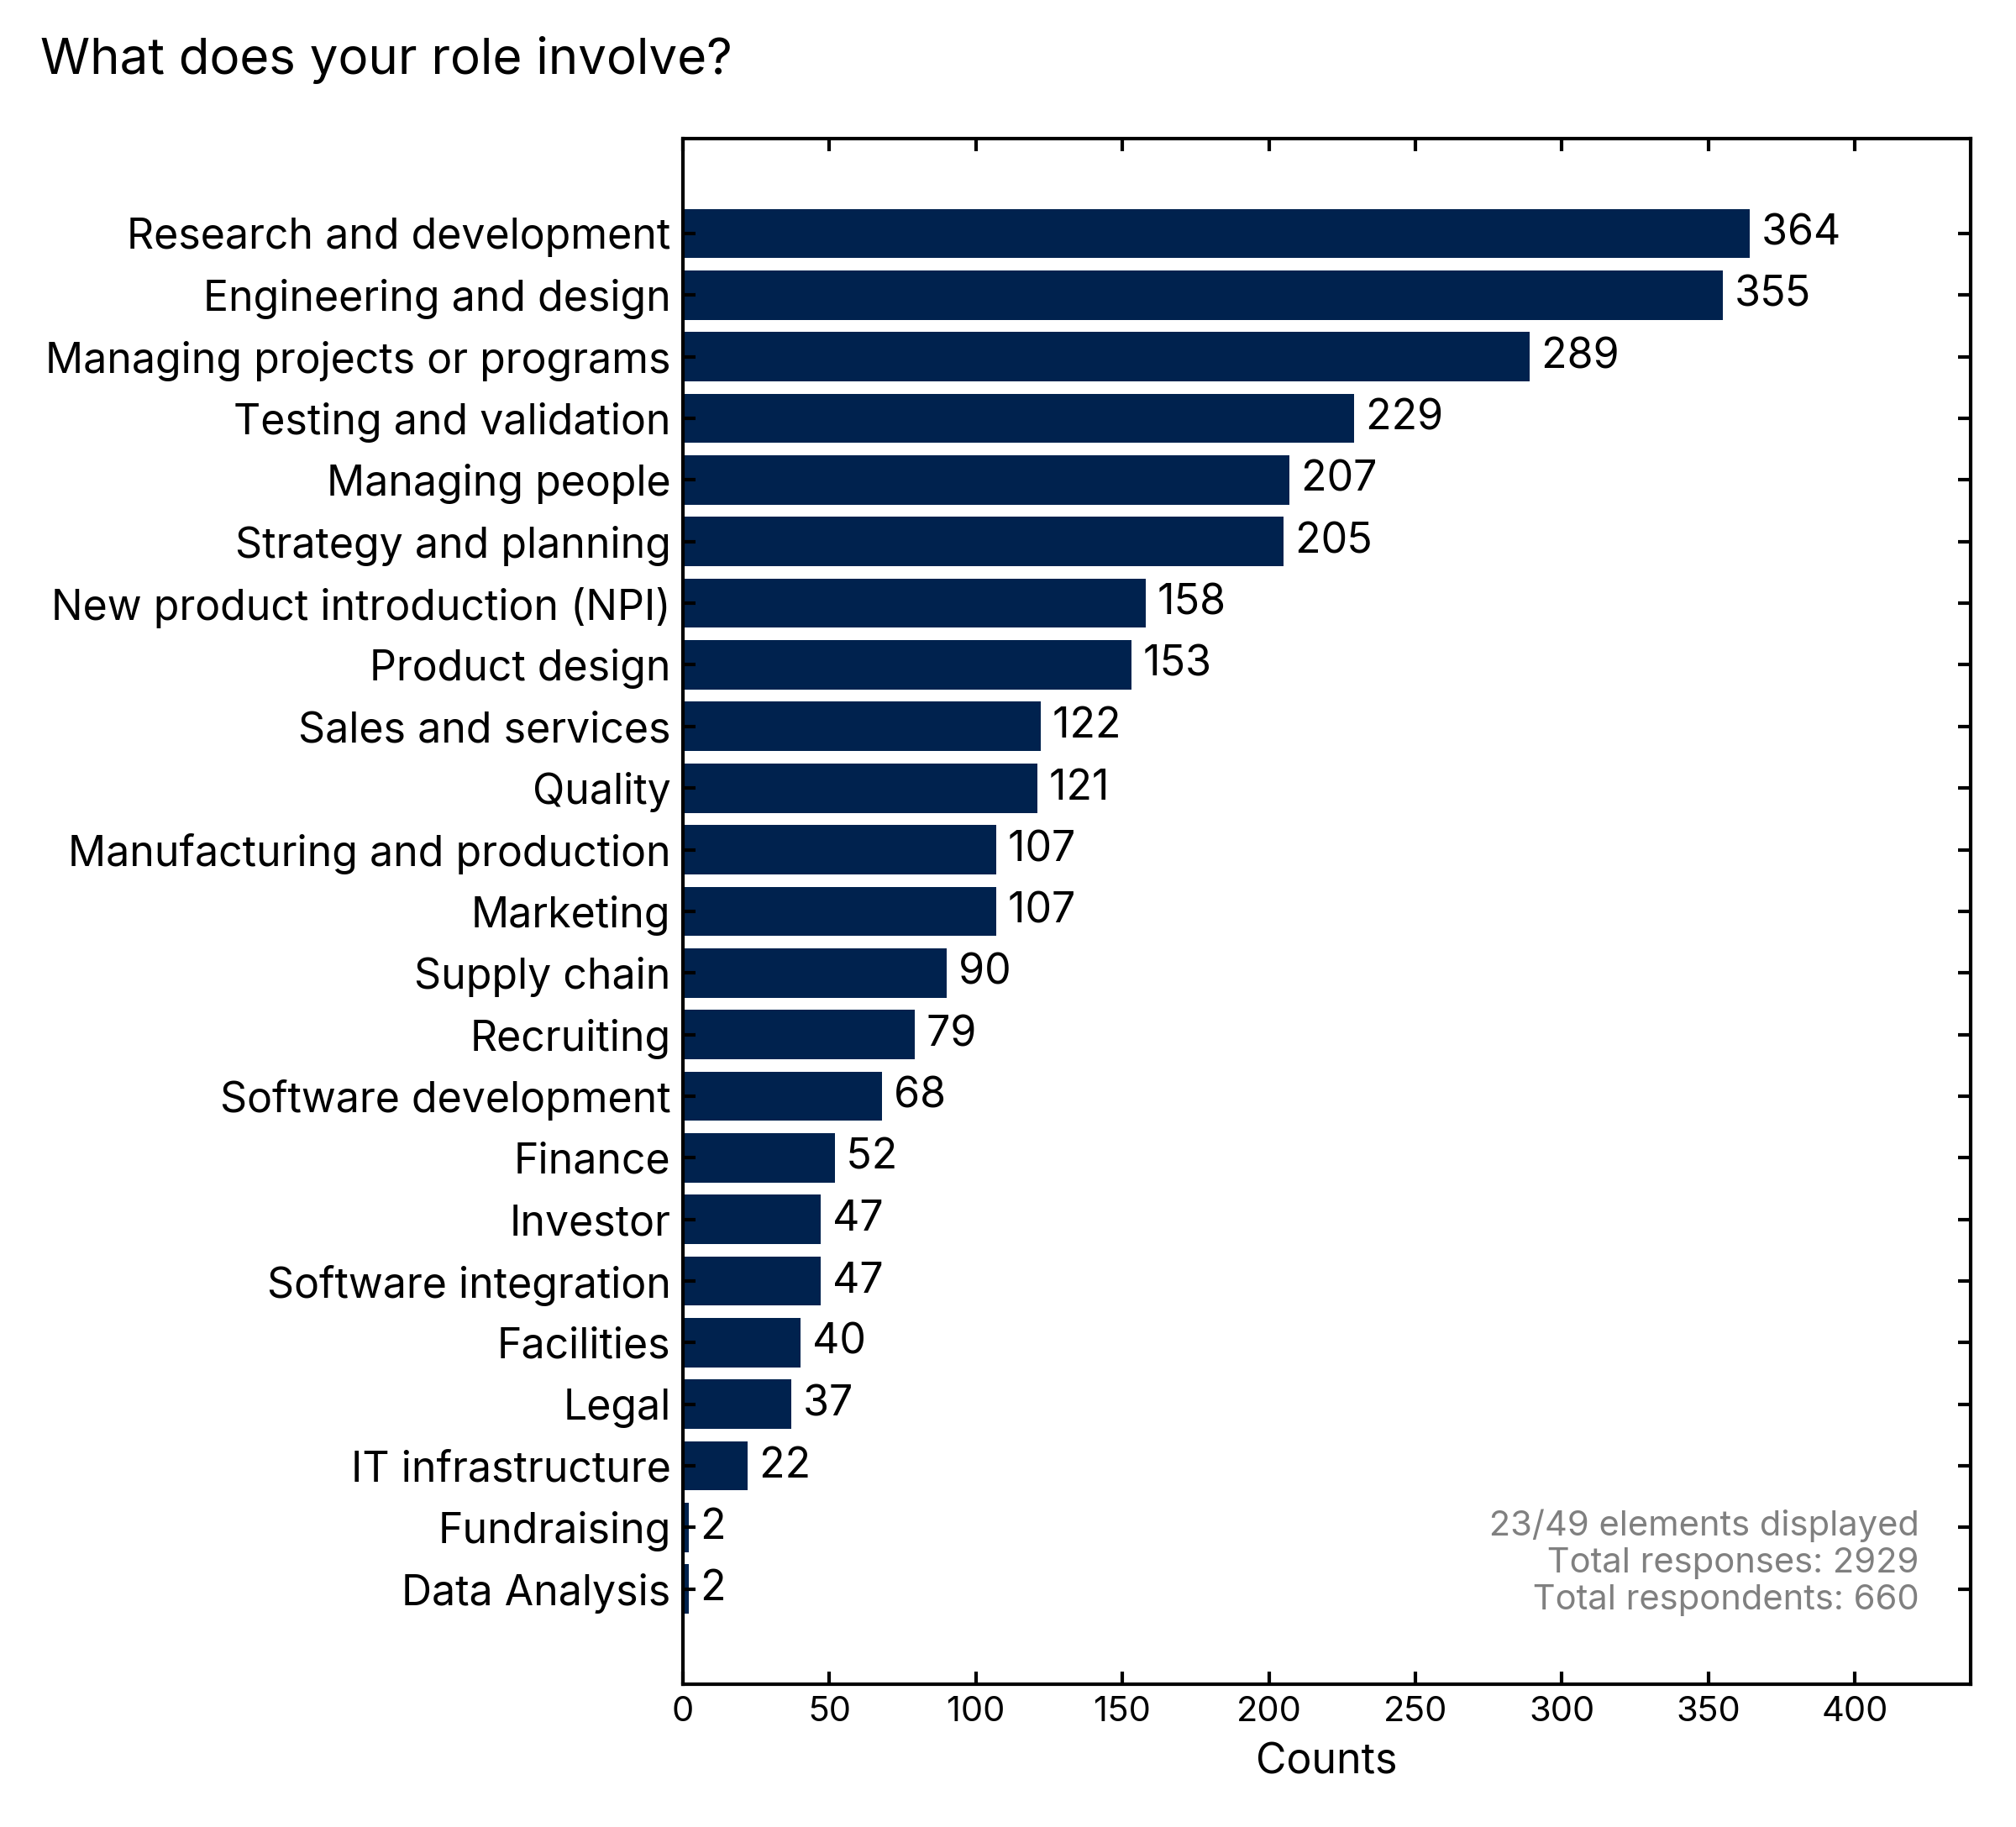 What does your role involve?
Research and development 364
Engineering and design 355
Managing projects or programs 289
Testing and validation 229
Managing people 207
Strategy and planning 205
New product introduction (NPI) 158
Product design 153
Sales and services 122
Quality 121
Manufacturing and production 107
Marketing 107
Supply chain 90
Recruiting 79
Software development 68
Finance 52
Investor 47
Software integration 47
Facilities 40
Legal 37
IT infrastructure 22
Fundraising 2
Data Analysis 2
23/49 elements displayed
Total responses: 2929
Total respondents: 660
0 50 100 150 200 250 300 350 400
Counts